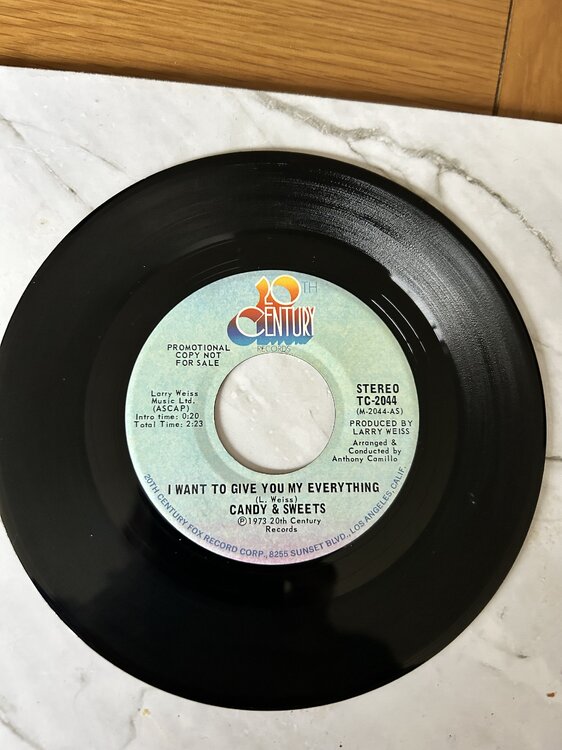 20TH
CENTURY
RECORDS
PROMOTIONAL
COPY NOT
FOR SALE
Larry Weiss
Music Ltd.
(ASCAP)
Intro time: 0:20
Total Time: 2:23
STEREO
TC-2044
(M-2044-AS)
PRODUCED BY
LARRY WEISS
Arranged &
Conducted by
Anthony Camillo
I WANT TO GIVE YOU MY EVERYTHING
(L. Weiss)
CANDY & SWEETS
Ⓟ1973 20th Century
Records
20TH CENTURY FOX RECORD CORP., 8255 SUNSET BLVD., LOS ANGELES, CALIF.